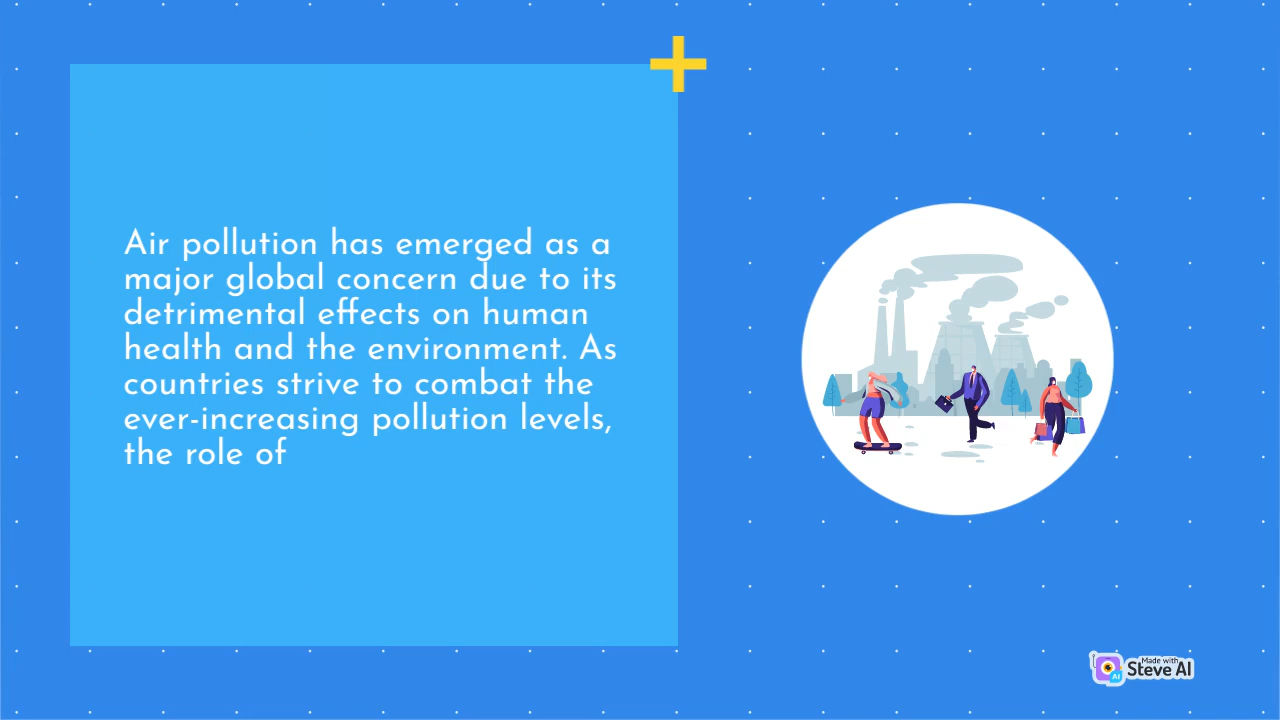 Air pollution has emerged as a
major global concern due to its
detrimental effects on human
health and the environment. As
countries strive to combat the
ever-increasing pollution levels,
the role of
Made with
Steve AI
AI